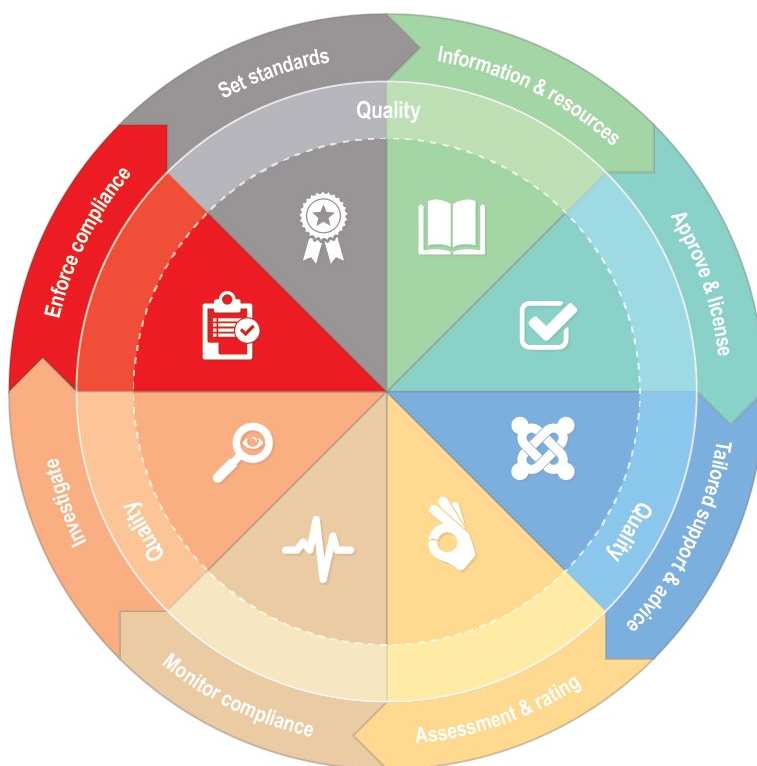 Set standards
Information & resources
Approve & license
Tailored support & advice
Assessment & rating
Monitor compliance
Investigate
Enforce compliance
Quality
Quality
Quality